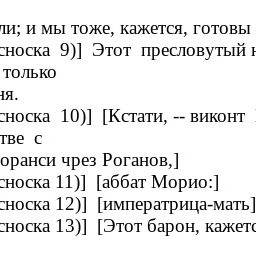 ли; и мы тоже, кажется, готовы
сноска 9)] Этот пресловутый
только
ня.
сноска 10)] [Кстати, -- виконт
тве с
оранси чрез Роганов,]
сноска 11)] [аббат Морио:]
сноска 12)] [императрица-мать]
сноска 13)] [Этот барон,